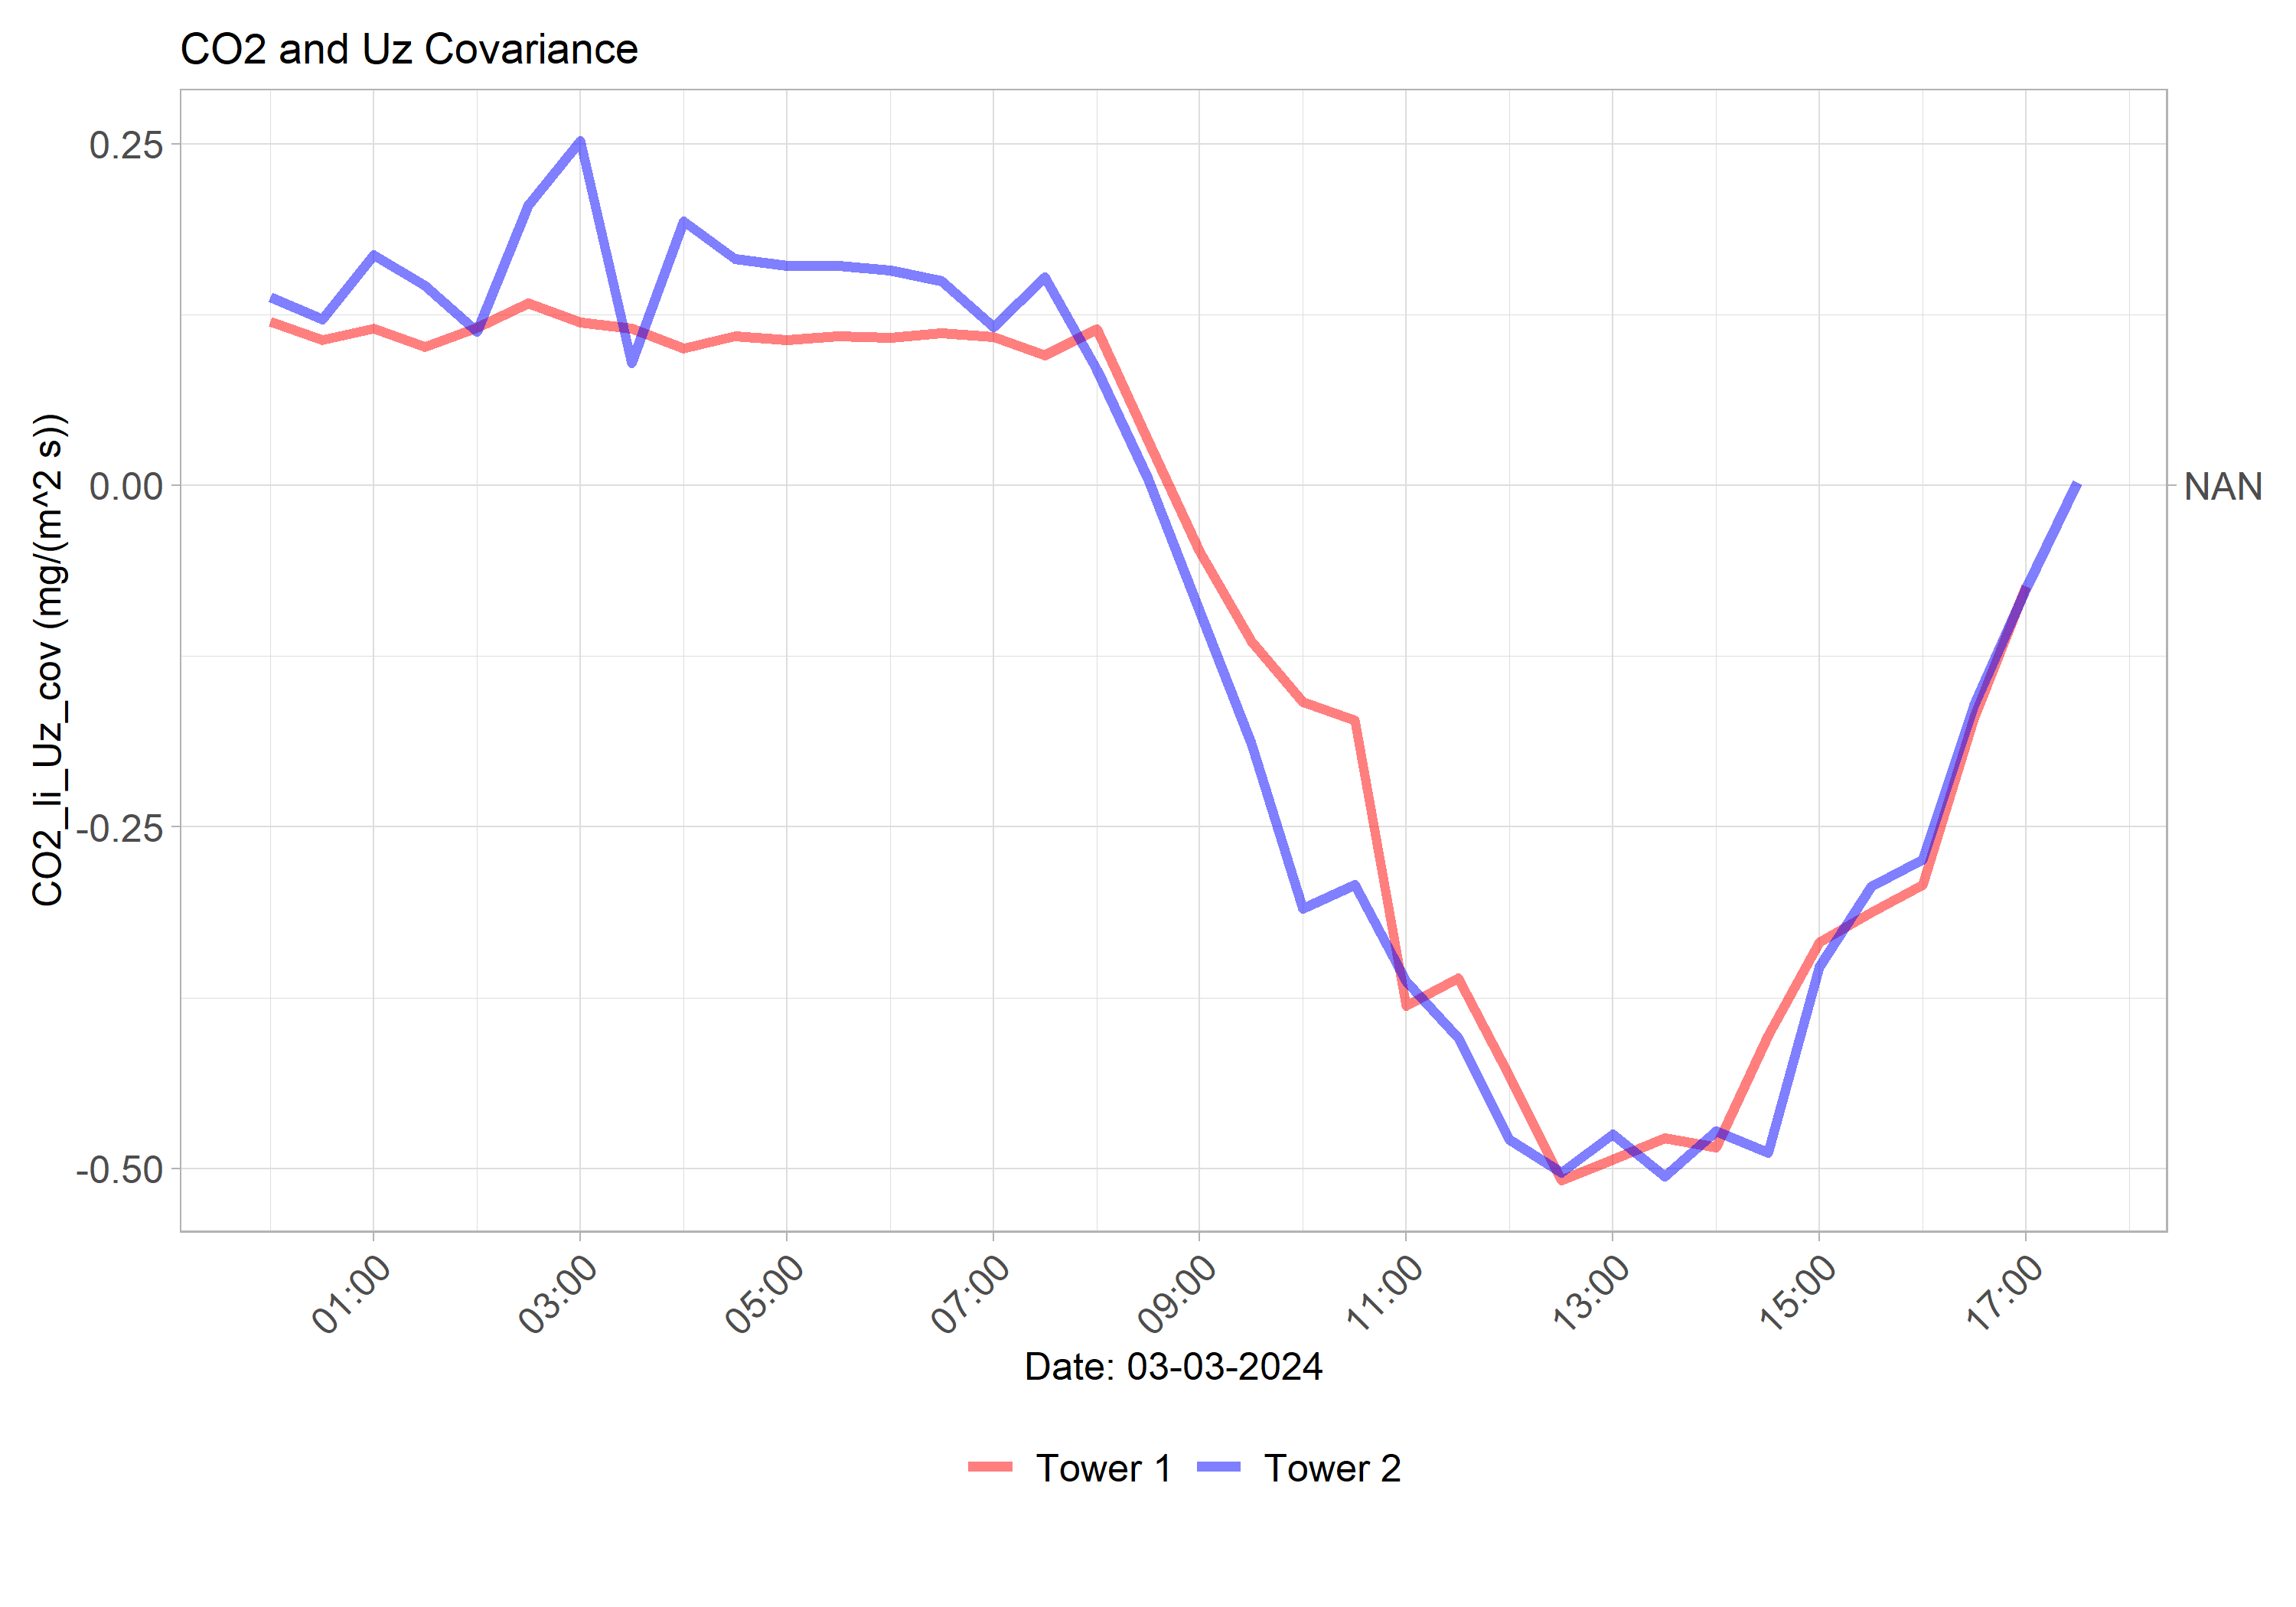 CO2 and Uz Covariance
CO2_li_Uz_cov (mg/(m^2 s))
0.25
0.00
-0.25
-0.50
NAN
01:00
03:00
05:00
07:00
09:00
11:00
13:00
15:00
17:00
Date: 03-03-2024
Tower 1
Tower 2